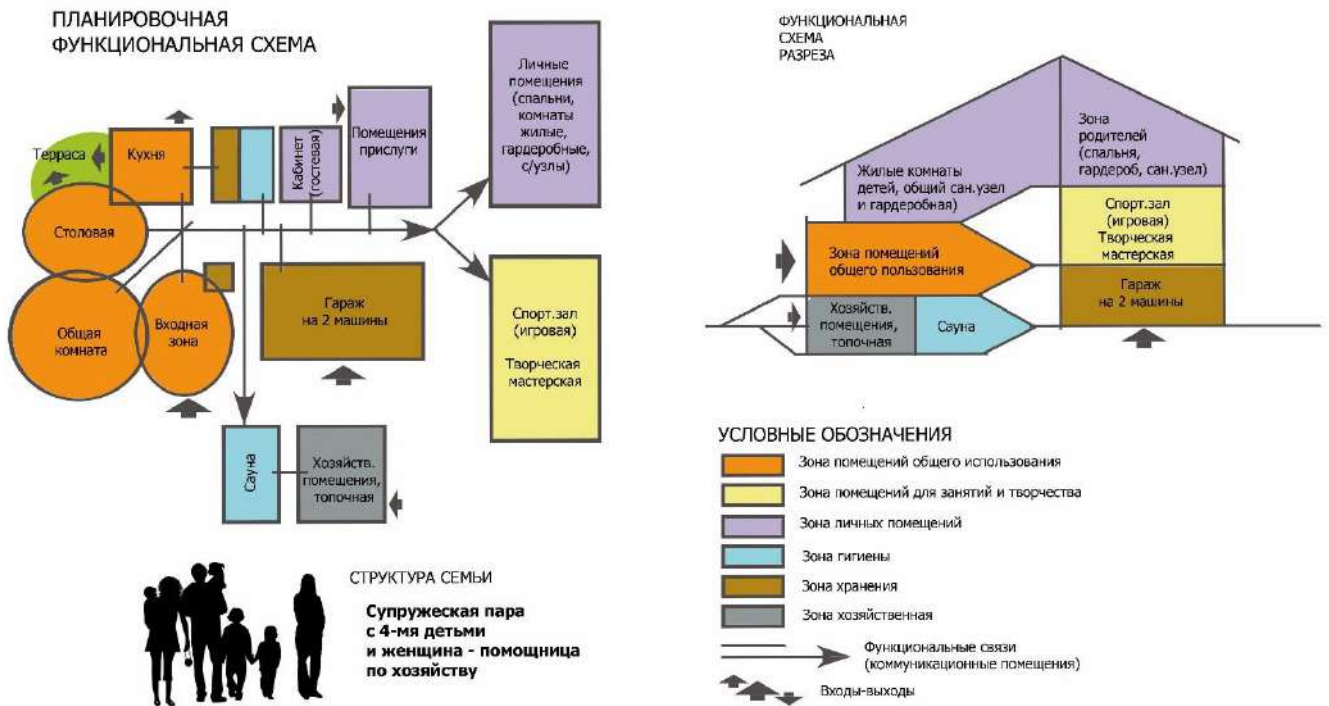 ПЛАНИРОВОЧНАЯ
ФУНКЦИОНАЛЬНАЯ СХЕМА
Терраса
Кухня
Столовая
Общая
комната
Входная
зона
Кабинет
(гостевая)
Помещения
прислуги
Личные
помещения
(спальни,
комнаты
жилые,
гардеробные,
с/узлы)
Гараж
на 2 машины
Спорт.зал
(игровая)
Творческая
мастерская
Сауна
Хозяйств.
помещения,
топочная
СТРУКТУРА СЕМЬИ
Супружеская пара
с 4-мя детьми
и женщина - помощница
по хозяйству
ФУНКЦИОНАЛЬНАЯ
СХЕМА
РАЗРЕЗА
Жилые комнаты
детей, общий сан.узел
и гардеробная)
Зона
родителей
(спальня,
гардероб, сан.узел)
Зона помещений
общего пользования
Спорт.зал
(игровая)
Творческая
мастерская
Хозяйств.
помещения,
топочная
Сауна
Гараж
на 2 машины
УСЛОВНЫЕ ОБОЗНАЧЕНИЯ
Зона помещений общего использования
Зона помещений для занятий и творчества
Зона личных помещений
Зона гигиены
Зона хранения
Зона хозяйственная
Функциональные связи
(коммуникационные помещения)
Входы-выходы